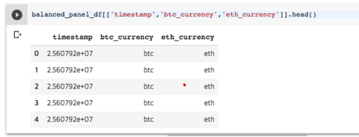 balanced_panel_df[['timestamp','btc_currency','eth_currency']].head()
timestamp btc_currency eth_currency
0 2.560792e+07 btc eth
1 2.560792e+07 btc eth
2 2.560792e+07 btc eth
3 2.560792e+07 btc eth
4 2.560792e+07 btc eth